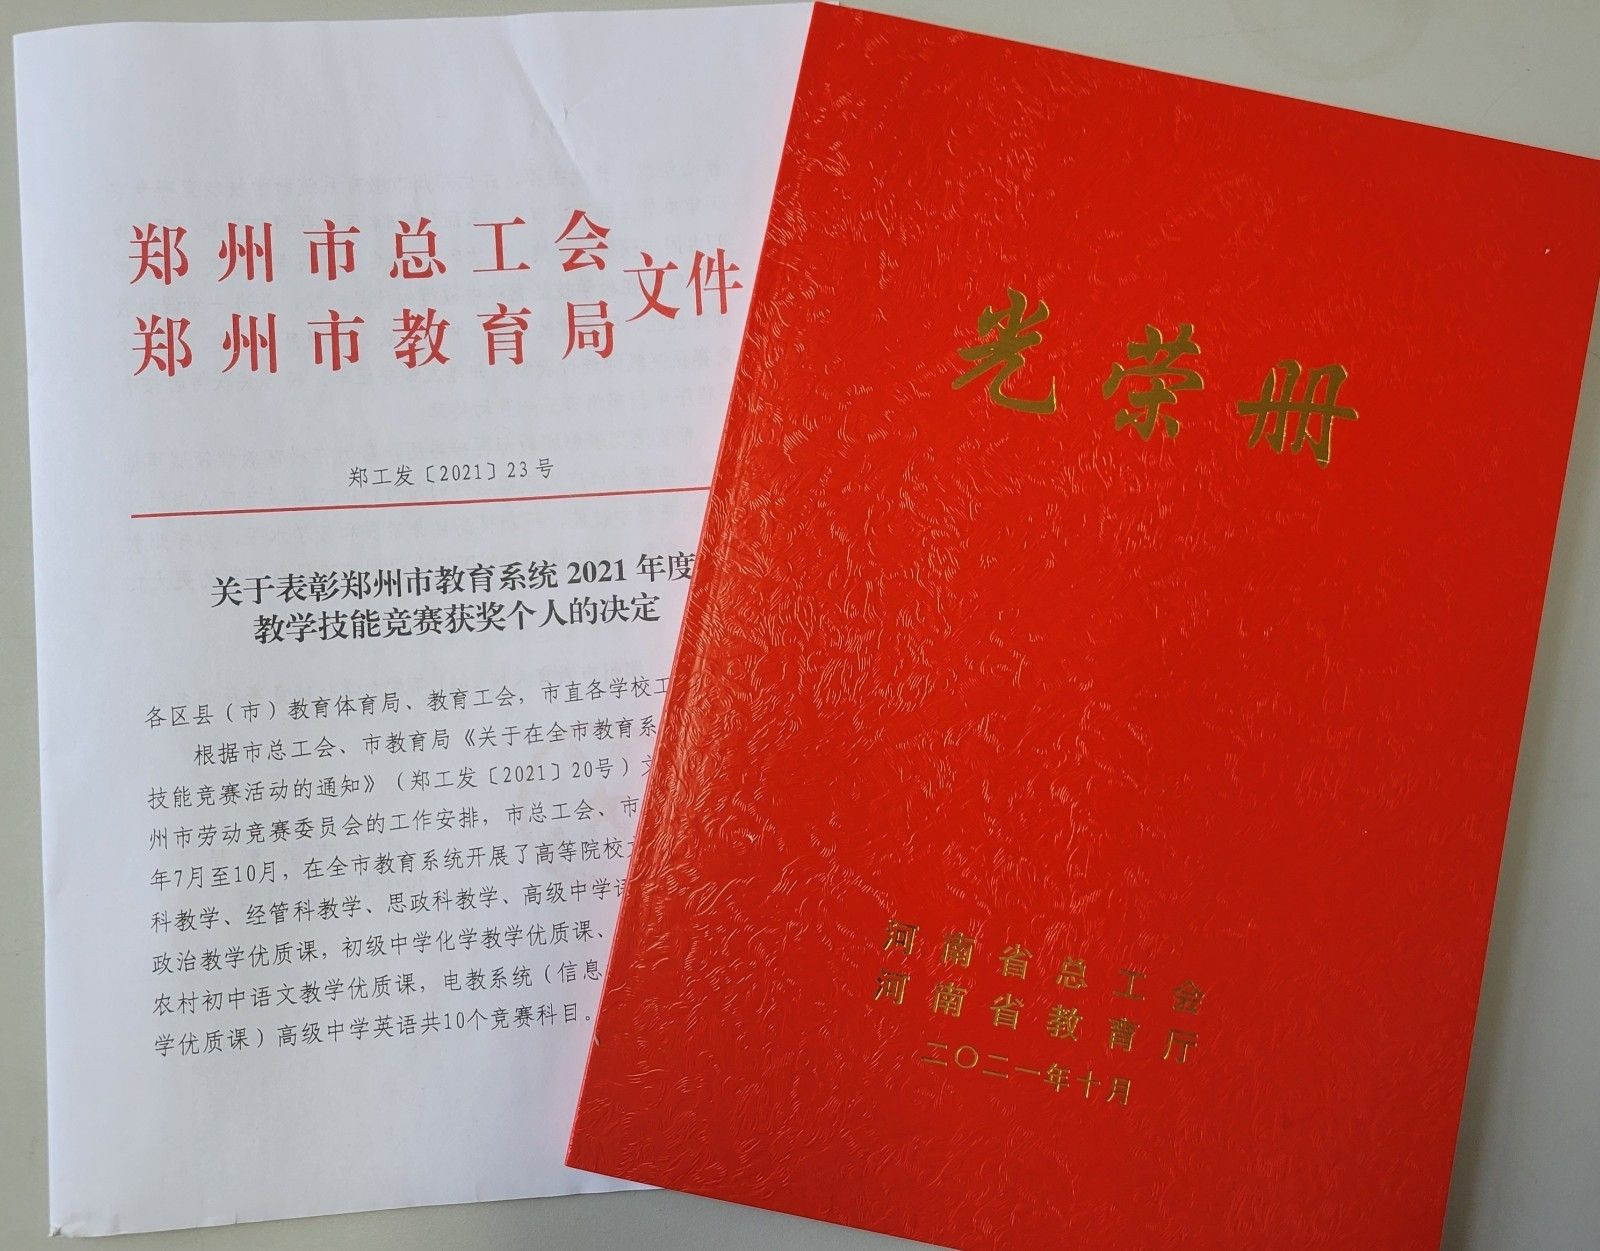 郑州市总工会
郑州市教育局
文件
郑工发〔2021〕23号
关于表彰郑州市教育系统2021年度
教学技能竞赛获奖个人的决定
各区县（市）教育体育局、教育工会，市直各学校工
根据市总工会、市教育局《关于在全市教育系
技能竞赛活动的通知》（郑工发〔2021〕20号）文
州市劳动竞赛委员会的工作安排，市总工会、市
年7月至10月，在全市教育系统开展了高等院校
科教学、经管科教学、思政科教学、高级中学
政治教学优质课，初级中学化学教学优质课、
农村初中语文教学优质课，电教系统（信息
学优质课）高级中学英语共10个竞赛科目。
光荣册
河南省总工会
河南省教育厅
二〇二一年十月